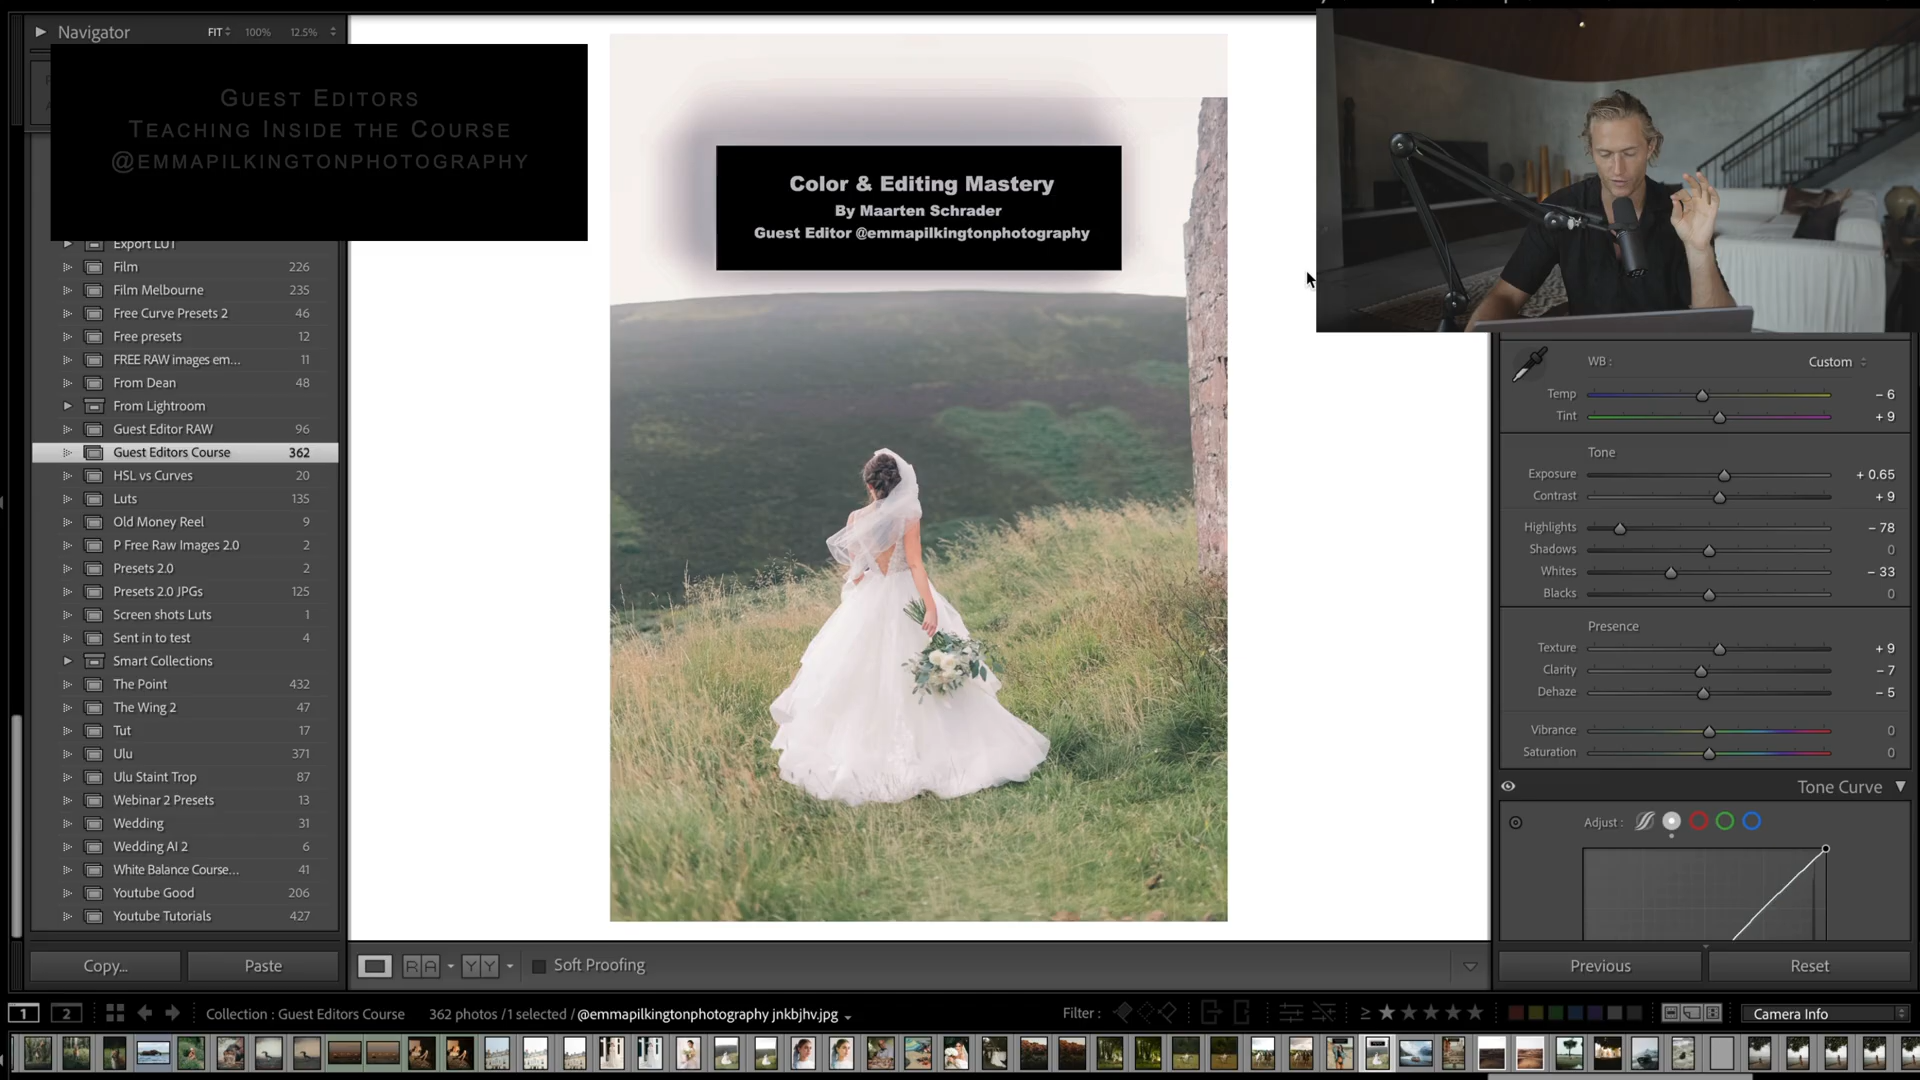 Navigator
FIT
100%
12.5%
GUEST EDITORS
TEACHING INSIDE THE COURSE
@EMMAPILKINGTONPHOTOGRAPHY
Export LUT
Film 226
Film Melbourne 235
Free Curve Presets 2 46
Free presets 12
FREE RAW images em... 11
From Dean 48
From Lightroom
Guest Editor RAW 96
Guest Editors Course 362
HSL vs Curves 20
Luts 135
Old Money Reel 9
P Free Raw Images 2.0 2
Presets 2.0 2
Presets 2.0 JPGs 125
Screen shots Luts 1
Sent in to test 4
Smart Collections
The Point 432
The Wing 2 47
Tut 17
Ulu 371
Ulu Staint Trop 87
Webinar 2 Presets 13
Wedding 31
Wedding AI 2 6
White Balance Course... 41
Youtube Good 206
Youtube Tutorials 427
Copy...
Paste
Color & Editing Mastery
By Maarten Schrader
Guest Editor @emmapilkingtonphotography
WB : Custom
Temp - 6
Tint + 9
Tone
Exposure + 0.65
Contrast + 9
Highlights - 78
Shadows 0
Whites - 33
Blacks 0
Presence
Texture + 9
Clarity - 7
Dehaze - 5
Vibrance 0
Saturation 0
Tone Curve
Adjust :
R A
Y Y
Soft Proofing
Previous
Reset
1
2
Collection : Guest Editors Course
362 photos / 1 selected / @emmapilkingtonphotography jnkbjhv.jpg
Filter :
≥
Camera Info